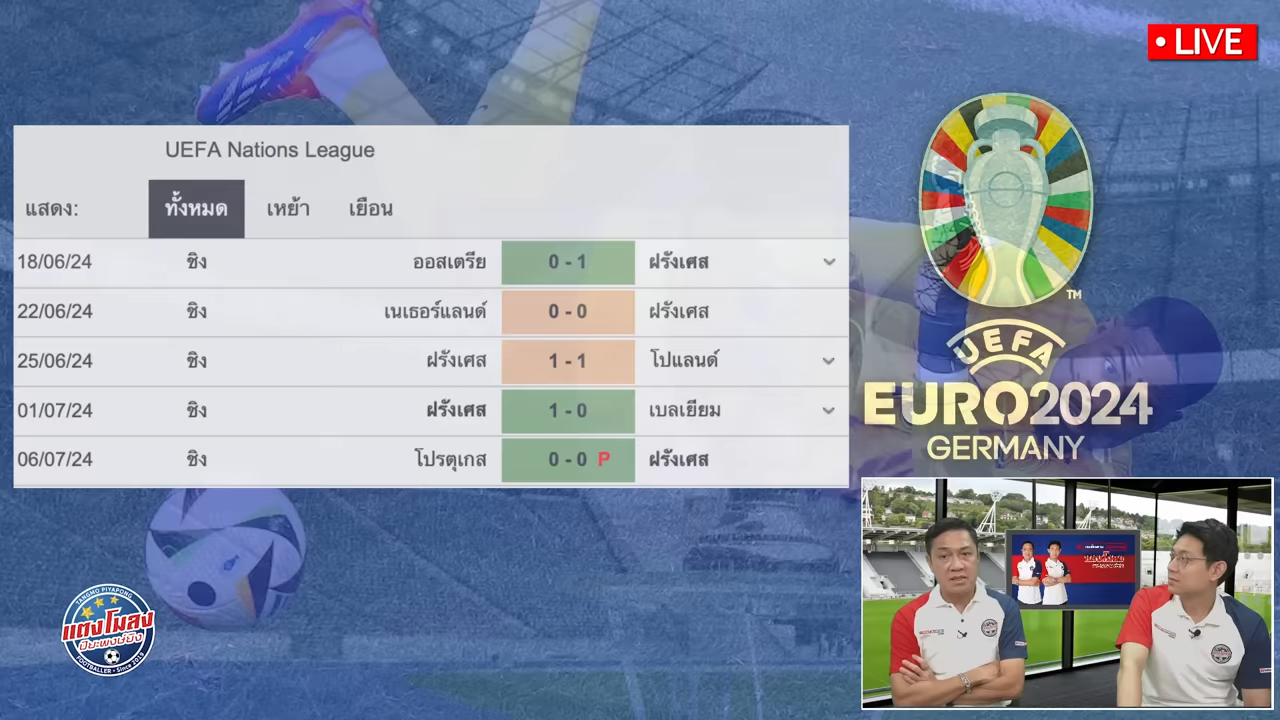 LIVE
UEFA Nations League
แสดง: ทั้งหมด เหย้า เยือน
18/06/24 ชิง ออสเตรีย 0 - 1 ฝรั่งเศส
22/06/24 ชิง เนเธอร์แลนด์ 0 - 0 ฝรั่งเศส
25/06/24 ชิง ฝรั่งเศส 1 - 1 โปแลนด์
01/07/24 ชิง ฝรั่งเศส 1 - 0 เบลเยียม
06/07/24 ชิง โปรตุเกส 0 - 0 P ฝรั่งเศส
TM
UEFA
EURO2024
GERMANY
TANGMO PIYAPONG
แตงโมลง
ปิยะพงษ์ยิง
FOOTBALLER • Since 2019